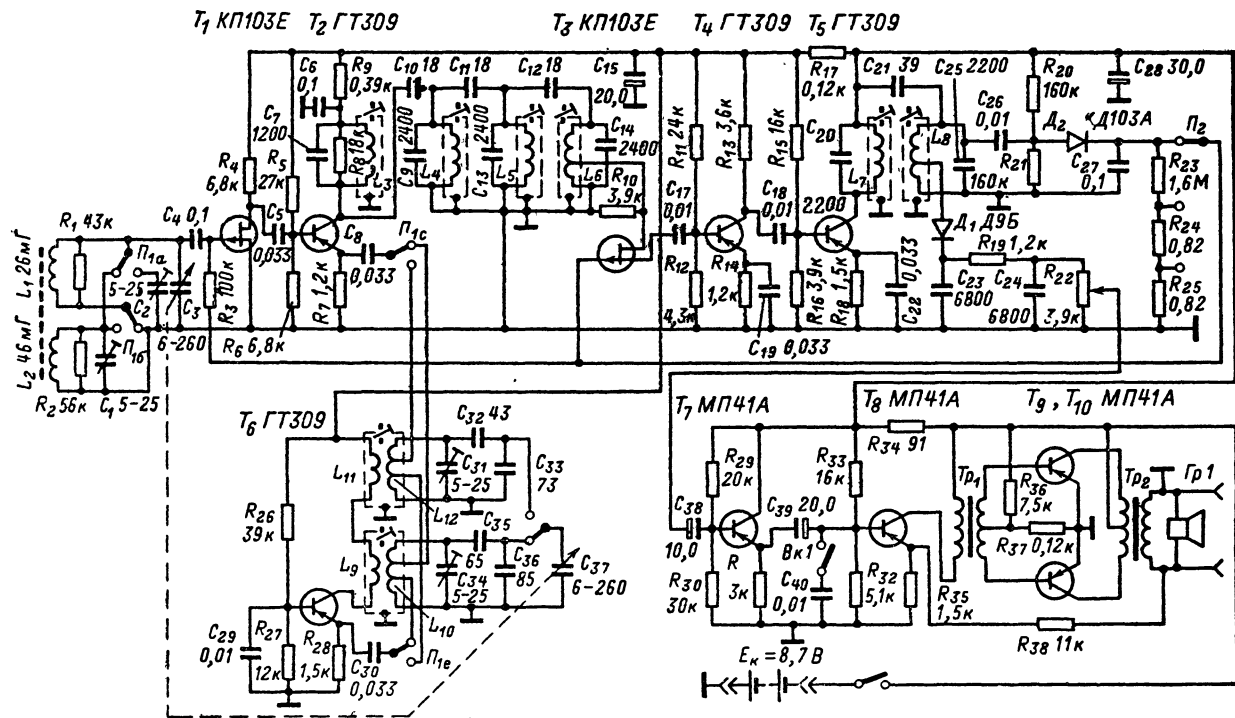 T₁ КП103Е
T₂ ГТ309
T₃ КП103Е
T₄ ГТ309
T₅ ГТ309
C₆
0,1
R₉
0,39к
C₁₀ 18
C₁₁ 18
C₁₂ 18
C₁₅
20,0
R₁₇
0,12к
C₂₁ 39
C₂₅ 2200
R₂₀
160к
C₂₈ 30,0
C₂₆
0,01
Д₂
КД103А
П₂
C₇
1200
R₈ 18к
L₃
C₉
2400
L₄
C₁₃
2400
L₅
L₆
C₁₄
2400
R₁₀
3,9к
R₁₁ 24к
R₁₃ 3,6к
R₁₅ 16к
C₂₀
L₇
L₈
R₂₁
160к
C₂₇
0,1
R₂₃
1,6М
R₂₄
0,82
R₂₅
0,82
R₄
6,8к
R₅
27к
R₁ 43к
C₄ 0,1
C₅
0,033
C₈
0,033
П₁с
C₁₇
0,01
C₁₈
0,01
2200
Д₁ Д9Б
R₁₉ 1,2к
L₁ 26мГ
П₁а
5-25
C₂
C₃
6-260
R₃ 100к
R₆ 6,8к
R₇ 1,2к
R₁₂
4,3к
R₁₄
1,2к
C₁₉ 0,033
R₁₆ 3,9к
R₁₈ 1,5к
C₂₂ 0,033
C₂₃
6800
C₂₄
6800
R₂₂
3,9к
L₂ 46мГ
П₁б
R₂ 56к
C₁ 5-25
T₆ ГТ309
C₃₂ 43
L₁₁
C₃₁
5-25
C₃₃
73
L₁₂
R₂₆
39к
L₉
C₃₅
65
C₃₄
5-25
C₃₆
85
C₃₇
6-260
L₁₀
C₂₉
0,01
R₂₇
12к
R₂₈
1,5к
C₃₀
0,033
П₁е
T₇ МП41А
T₈ МП41А
T₉, T₁₀ МП41А
R₃₄ 91
R₂₉
20к
R₃₃
16к
Тр₁
R₃₆
7,5к
Тр₂
Гр1
C₃₈
10,0
C₃₉ 20,0
Вк1
R₃₇ 0,12к
R₃₀
30к
R
3к
C₄₀
0,01
R₃₂
5,1к
R₃₅
1,5к
R₃₈ 11к
Eк = 8,7 В